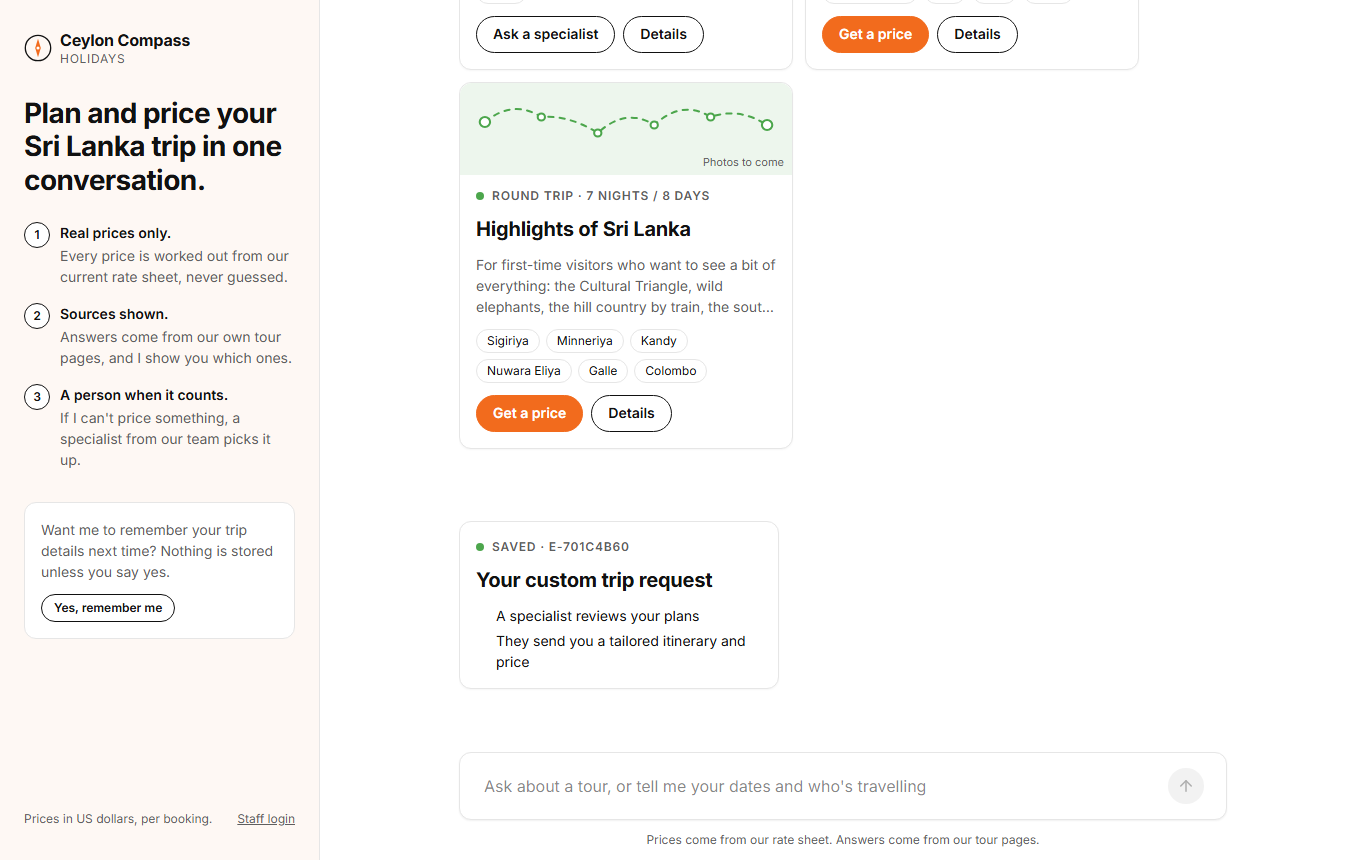 Ceylon Compass
HOLIDAYS
Plan and price your
Sri Lanka trip in one
conversation.
1
Real prices only.
Every price is worked out from our
current rate sheet, never guessed.
2
Sources shown.
Answers come from our own tour
pages, and I show you which ones.
3
A person when it counts.
If I can't price something, a
specialist from our team picks it
up.
Want me to remember your trip
details next time? Nothing is stored
unless you say yes.
Yes, remember me
Prices in US dollars, per booking.
Staff login
Ask a specialist
Details
Get a price
Details
Photos to come
ROUND TRIP · 7 NIGHTS / 8 DAYS
Highlights of Sri Lanka
For first-time visitors who want to see a bit of
everything: the Cultural Triangle, wild
elephants, the hill country by train, the sout...
Sigiriya
Minneriya
Kandy
Nuwara Eliya
Galle
Colombo
Get a price
Details
SAVED · E-701C4B60
Your custom trip request
A specialist reviews your plans
They send you a tailored itinerary and
price
Ask about a tour, or tell me your dates and who's travelling
Prices come from our rate sheet. Answers come from our tour pages.